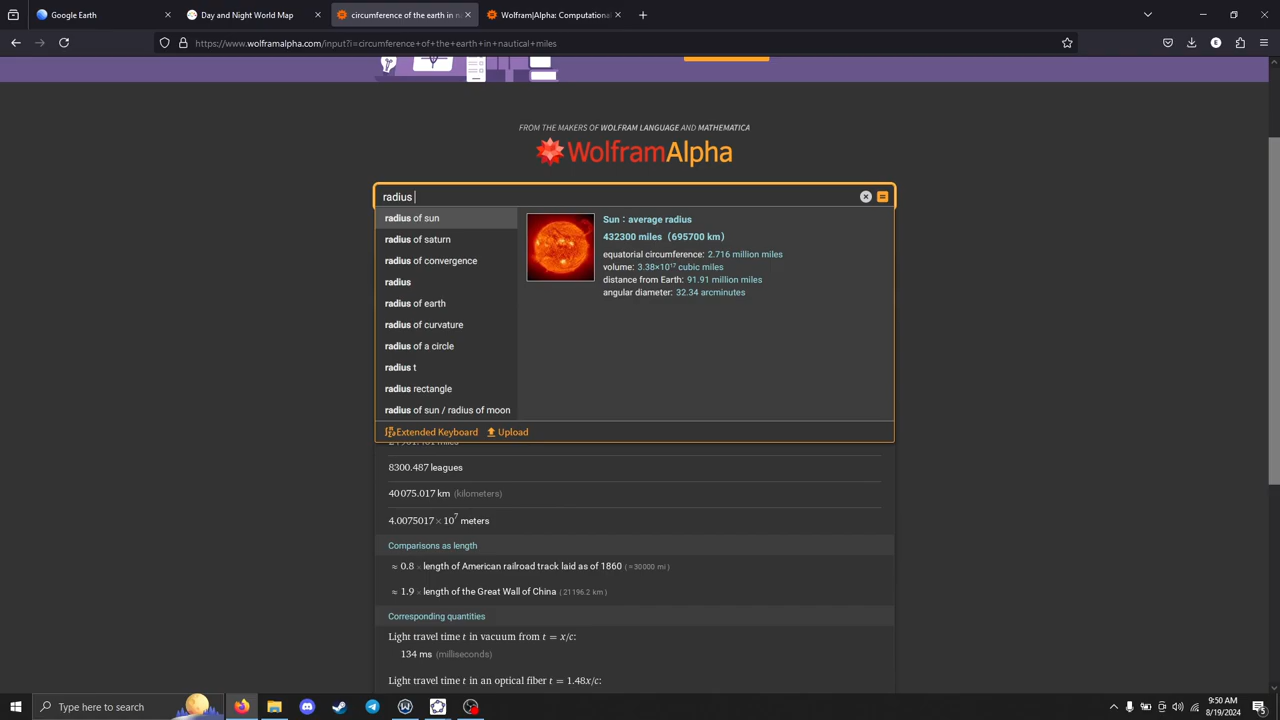 Google Earth
Day and Night World Map
circumference of the earth in n
Wolfram|Alpha: Computational
https://www.wolframalpha.com/input?i=circumference+of+the+earth+in+nautical+miles
E
FROM THE MAKERS OF WOLFRAM LANGUAGE AND MATHEMATICA
WolframAlpha
radius
radius of sun
radius of saturn
radius of convergence
radius
radius of earth
radius of curvature
radius of a circle
radius t
radius rectangle
radius of sun / radius of moon
Sun : average radius
432300 miles (695700 km)
equatorial circumference: 2.716 million miles
volume: 3.38×10¹⁷ cubic miles
distance from Earth: 91.91 million miles
angular diameter: 32.34 arcminutes
Extended Keyboard Upload
8300.487 leagues
40075.017 km (kilometers)
4.0075017×10⁷ meters
Comparisons as length
≈ 0.8 × length of American railroad track laid as of 1860 (≈30000 mi)
≈ 1.9 × length of the Great Wall of China (21196.2 km)
Corresponding quantities
Light travel time t in vacuum from t = x/c:
134 ms (milliseconds)
Light travel time t in an optical fiber t = 1.48x/c:
Type here to search
9:50 AM
8/19/2024
5